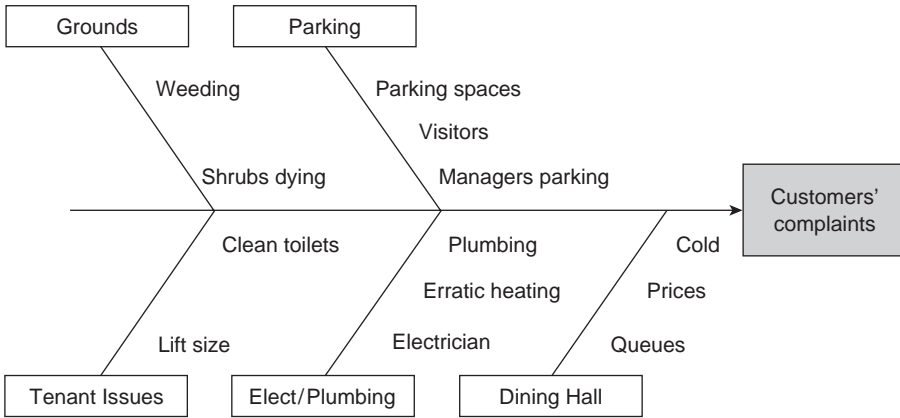 Grounds
Parking
Weeding
Parking spaces
Visitors
Shrubs dying
Managers parking
Customers’
complaints
Clean toilets
Plumbing
Cold
Erratic heating
Prices
Lift size
Electrician
Queues
Tenant Issues
Elect/Plumbing
Dining Hall